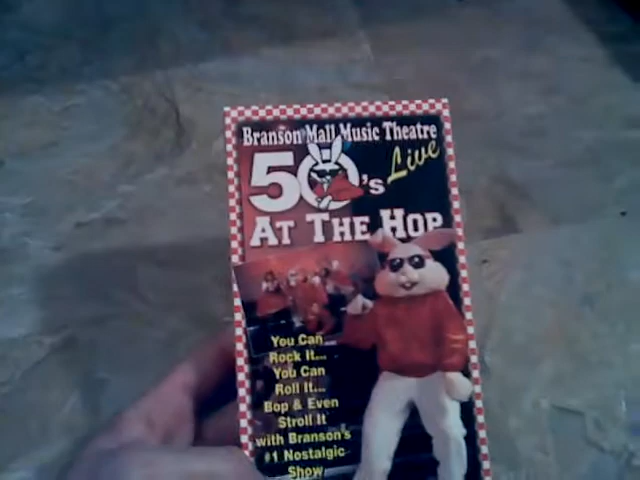 Branson Mall Music Theatre
50's Live
AT THE HOP
You Can
Rock It...
You Can
Roll It...
Bop & Even
Stroll It
with Branson's
#1 Nostalgic
Show